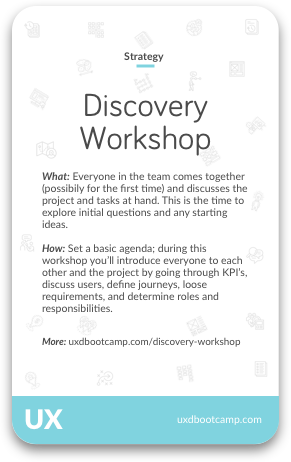 Strategy
Discovery
Workshop
What: Everyone in the team comes together
(possibily for the first time) and discusses the
project and tasks at hand. This is the time to
explore initial questions and any starting
ideas.
How: Set a basic agenda; during this
workshop you'll introduce everyone to each
other and the project by going through KPI's,
discuss users, define journeys, loose
requirements, and determine roles and
responsibilities.
More: uxdbootcamp.com/discovery-workshop
UX
uxdbootcamp.com